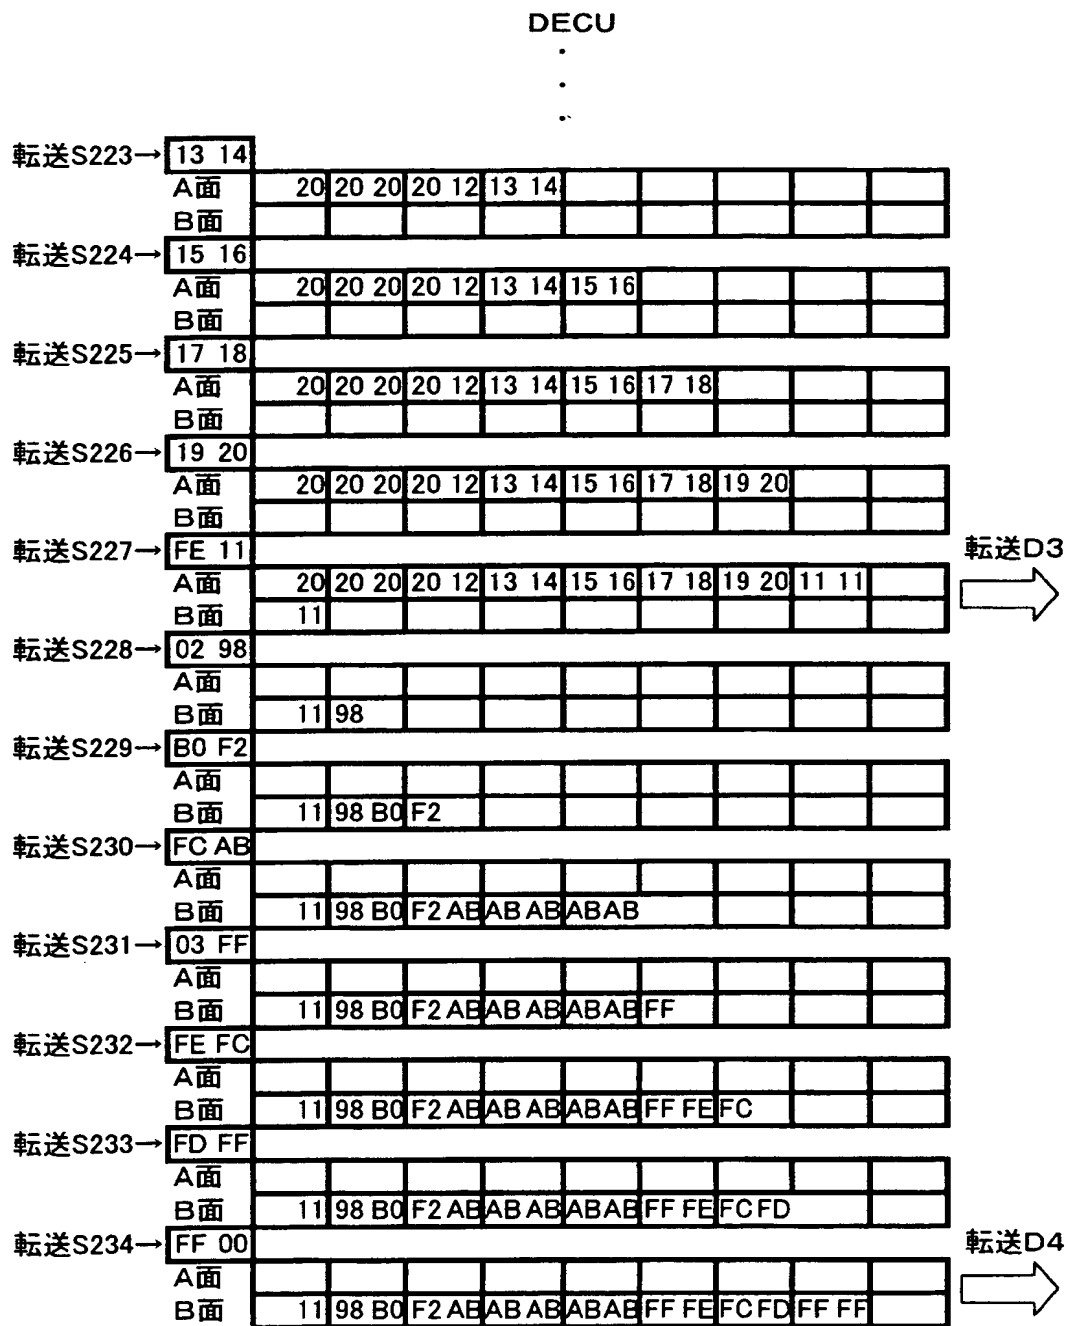 DECU
転送S223→ 13 14
A面 20 20 20 20 12 13 14
B面
転送S224→ 15 16
A面 20 20 20 20 12 13 14 15 16
B面
転送S225→ 17 18
A面 20 20 20 20 12 13 14 15 16 17 18
B面
転送S226→ 19 20
A面 20 20 20 20 12 13 14 15 16 17 18 19 20
B面
転送S227→ FE 11 転送D3
A面 20 20 20 20 12 13 14 15 16 17 18 19 20 11 11
B面 11
転送S228→ 02 98
A面
B面 11 98
転送S229→ B0 F2
A面
B面 11 98 B0 F2
転送S230→ FC AB
A面
B面 11 98 B0 F2 AB AB AB AB AB
転送S231→ 03 FF
A面
B面 11 98 B0 F2 AB AB AB AB AB FF
転送S232→ FE FC
A面
B面 11 98 B0 F2 AB AB AB AB AB FF FE FC
転送S233→ FD FF
A面
B面 11 98 B0 F2 AB AB AB AB AB FF FE FC FD
転送S234→ FF 00 転送D4
A面
B面 11 98 B0 F2 AB AB AB AB AB FF FE FC FD FF FF